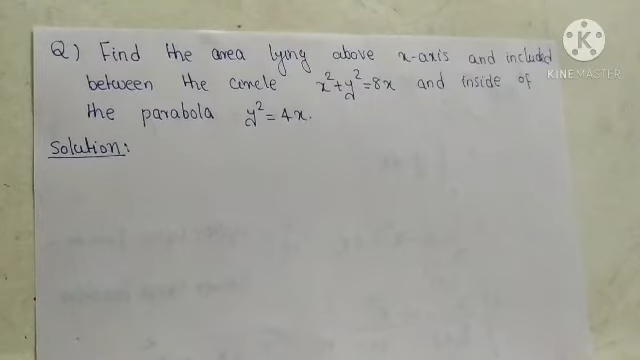 Q) Find the area lying above x-axis and included
between the circle x²+y²=8x and inside of
the parabola y²=4x.
Solution:
K
KINEMASTER